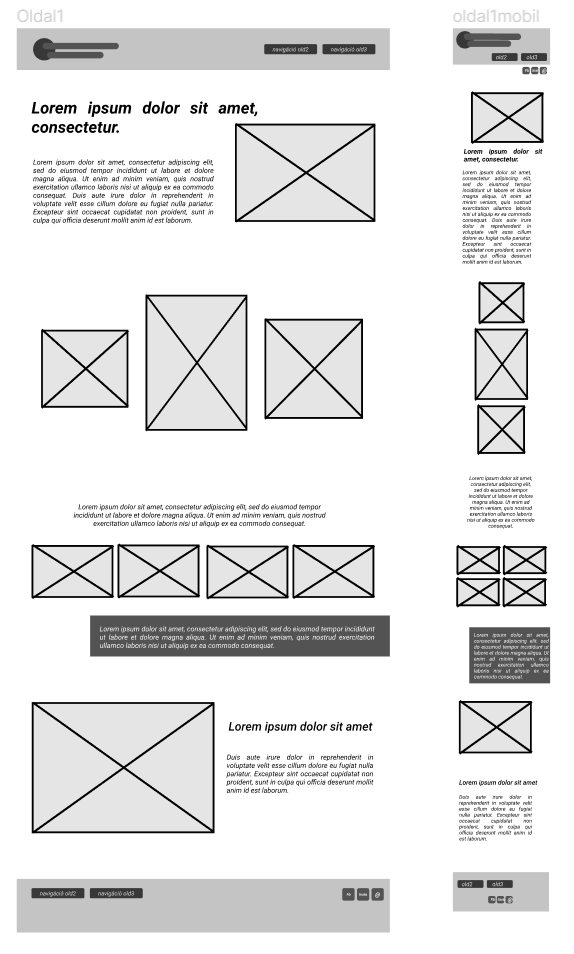 Oldal1
navigáció old2 navigáció old3
Lorem ipsum dolor sit amet,
consectetur.
Lorem ipsum dolor sit amet, consectetur adipiscing elit,
sed do eiusmod tempor incididunt ut labore et dolore
magna aliqua. Ut enim ad minim veniam, quis nostrud
exercitation ullamco laboris nisi ut aliquip ex ea commodo
consequat. Duis aute irure dolor in reprehenderit in
voluptate velit esse cillum dolore eu fugiat nulla pariatur.
Excepteur sint occaecat cupidatat non proident, sunt in
culpa qui officia deserunt mollit anim id est laborum.
Lorem ipsum dolor sit amet, consectetur adipiscing elit, sed do eiusmod tempor
incididunt ut labore et dolore magna aliqua. Ut enim ad minim veniam, quis nostrud
exercitation ullamco laboris nisi ut aliquip ex ea commodo consequat.
Lorem ipsum dolor sit amet, consectetur adipiscing elit, sed do eiusmod tempor incididunt
ut labore et dolore magna aliqua. Ut enim ad minim veniam, quis nostrud exercitation
ullamco laboris nisi ut aliquip ex ea commodo consequat.
Lorem ipsum dolor sit amet
Duis aute irure dolor in reprehenderit in
voluptate velit esse cillum dolore eu fugiat nulla
pariatur. Excepteur sint occaecat cupidatat non
proident, sunt in culpa qui officia deserunt mollit
anim id est laborum.
navigáció old2 navigáció old3 @
oldal1mobil
old2 old3
@
Lorem ipsum dolor sit
amet, consectetur.
Lorem ipsum dolor sit amet,
consectetur adipiscing elit,
sed do eiusmod tempor
incididunt ut labore et dolore
magna aliqua. Ut enim ad
minim veniam, quis nostrud
exercitation ullamco laboris
nisi ut aliquip ex ea commodo
consequat. Duis aute irure
dolor in reprehenderit in
voluptate velit esse cillum
dolore eu fugiat nulla pariatur.
Excepteur sint occaecat
cupidatat non proident, sunt in
culpa qui officia deserunt
mollit anim id est laborum.
Lorem ipsum dolor sit amet,
consectetur adipiscing elit,
sed do eiusmod tempor
incididunt ut labore et dolore
magna aliqua. Ut enim ad
minim veniam, quis nostrud
exercitation ullamco laboris
nisi ut aliquip ex ea commodo
consequat.
Lorem ipsum dolor sit amet,
consectetur adipiscing elit, sed
do eiusmod tempor incididunt ut
labore et dolore magna aliqua. Ut
enim ad minim veniam, quis
nostrud exercitation ullamco
laboris nisi ut aliquip ex ea
commodo consequat.
Lorem ipsum dolor sit amet
Duis aute irure dolor in
reprehenderit in voluptate velit
esse cillum dolore eu fugiat
nulla pariatur. Excepteur sint
occaecat cupidatat non
proident, sunt in culpa qui
officia deserunt mollit anim id
est laborum.
old2 old3
@